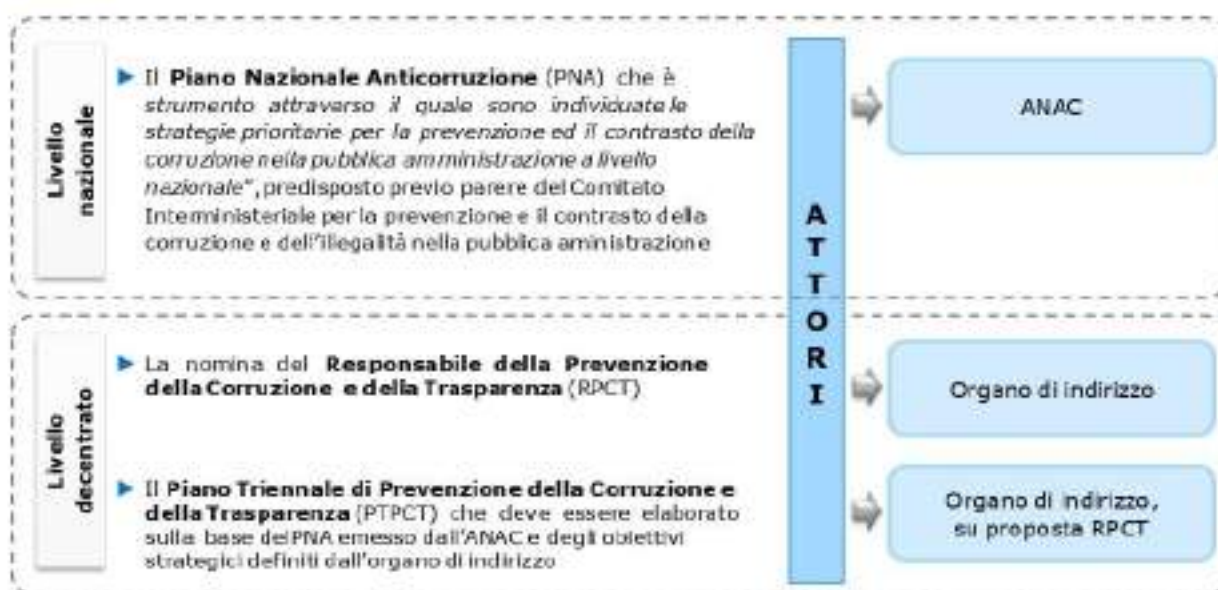 Livello
nazionale
► Il Piano Nazionale Anticorruzione (PNA) che è
strumento attraverso il quale sono individuate le
strategie prioritarie per la prevenzione ed il contrasto della
corruzione nella pubblica amministrazione a livello
nazionale", predisposto previo parere del Comitato
Interministeriale per la prevenzione e il contrasto della
corruzione e dell'illegalità nella pubblica aministrazione
ATTORI
ANAC
Livello
decentrato
► La nomina del Responsabile della Prevenzione
della Corruzione e della Trasparenza (RPCT)
Organo di indirizzo
► Il Piano Triennale di Prevenzione della Corruzione e
della Trasparenza (PTPCT) che deve essere elaborato
sulla base del PNA emesso dall'ANAC e degli obiettivi
strategici definiti dall'organo di indirizzo
Organo di indirizzo,
su proposta RPCT